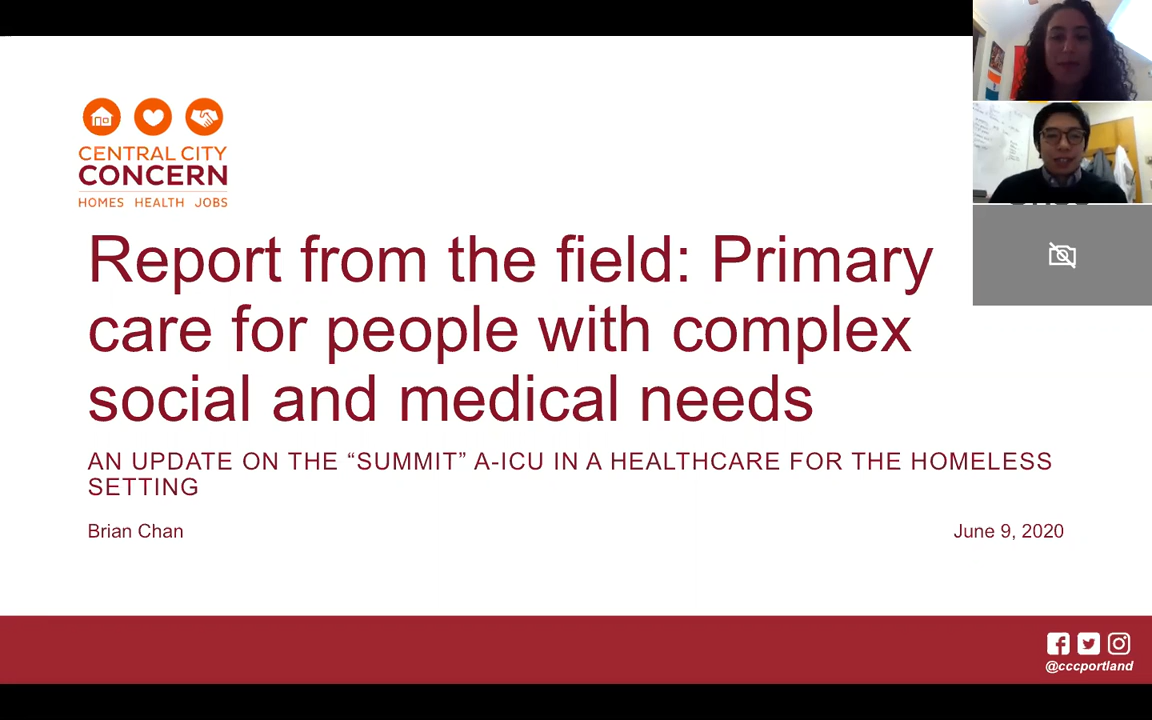 CENTRAL CITY
CONCERN
HOMES HEALTH JOBS
Report from the field: Primary
care for people with complex
social and medical needs
AN UPDATE ON THE “SUMMIT” A-ICU IN A HEALTHCARE FOR THE HOMELESS
SETTING
Brian Chan
June 9, 2020
@cccportland